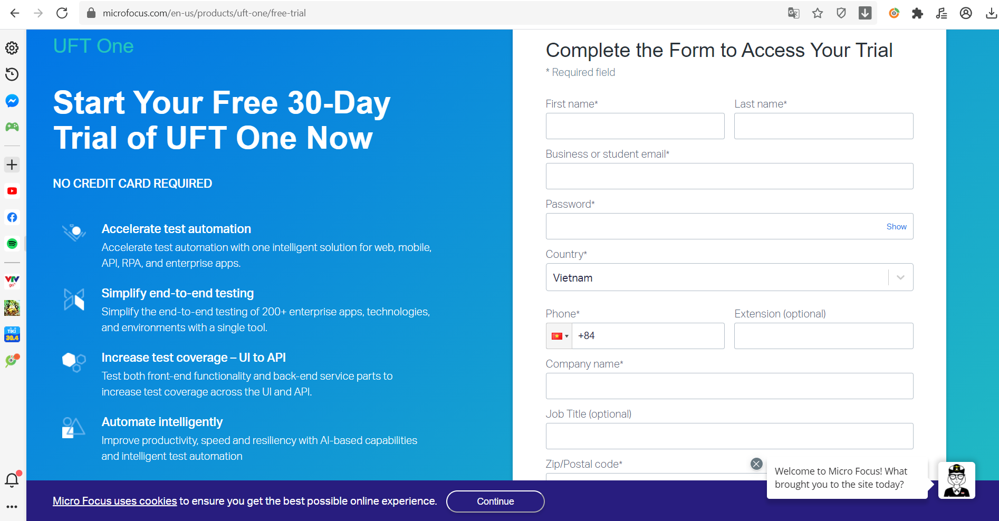 microfocus.com/en-us/products/uft-one/free-trial
UFT One
Start Your Free 30-Day
Trial of UFT One Now
NO CREDIT CARD REQUIRED
Accelerate test automation
Accelerate test automation with one intelligent solution for web, mobile,
API, RPA, and enterprise apps.
Simplify end-to-end testing
Simplify the end-to-end testing of 200+ enterprise apps, technologies,
and environments with a single tool.
Increase test coverage – UI to API
Test both front-end functionality and back-end service parts to
increase test coverage across the UI and API.
Automate intelligently
Improve productivity, speed and resiliency with AI-based capabilities
and intelligent test automation
Complete the Form to Access Your Trial
* Required field
First name*
Last name*
Business or student email*
Password*
Show
Country*
Vietnam
Phone*
Extension (optional)
+84
Company name*
Job Title (optional)
Zip/Postal code*
Welcome to Micro Focus! What
brought you to the site today?
Micro Focus uses cookies to ensure you get the best possible online experience.
Continue
VTV
go
TIKI
30.4